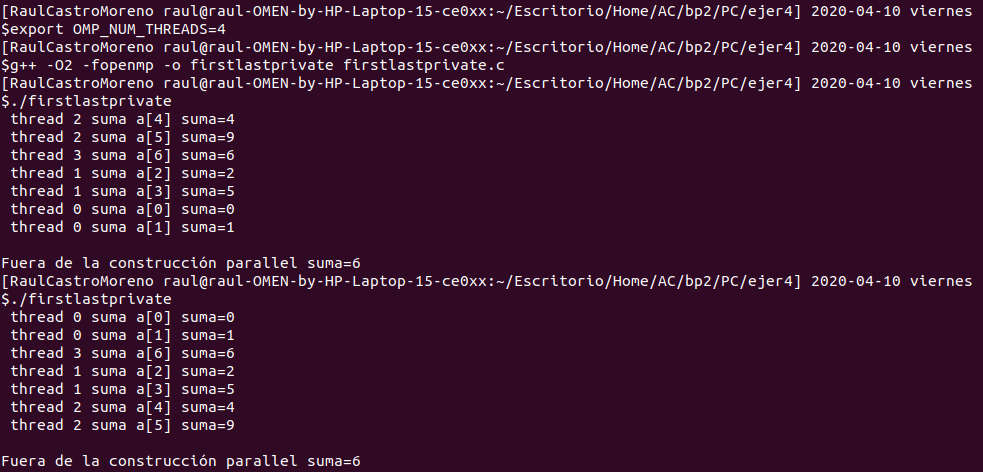 [RaulCastroMoreno raul@raul-OMEN-by-HP-Laptop-15-ce0xx:~/Escritorio/Home/AC/bp2/PC/ejer4] 2020-04-10 viernes
$export OMP_NUM_THREADS=4
[RaulCastroMoreno raul@raul-OMEN-by-HP-Laptop-15-ce0xx:~/Escritorio/Home/AC/bp2/PC/ejer4] 2020-04-10 viernes
$g++ -O2 -fopenmp -o firstlastprivate firstlastprivate.c
[RaulCastroMoreno raul@raul-OMEN-by-HP-Laptop-15-ce0xx:~/Escritorio/Home/AC/bp2/PC/ejer4] 2020-04-10 viernes
$./firstlastprivate
 thread 2 suma a[4] suma=4
 thread 2 suma a[5] suma=9
 thread 3 suma a[6] suma=6
 thread 1 suma a[2] suma=2
 thread 1 suma a[3] suma=5
 thread 0 suma a[0] suma=0
 thread 0 suma a[1] suma=1

Fuera de la construcción parallel suma=6
[RaulCastroMoreno raul@raul-OMEN-by-HP-Laptop-15-ce0xx:~/Escritorio/Home/AC/bp2/PC/ejer4] 2020-04-10 viernes
$./firstlastprivate
 thread 0 suma a[0] suma=0
 thread 0 suma a[1] suma=1
 thread 3 suma a[6] suma=6
 thread 1 suma a[2] suma=2
 thread 1 suma a[3] suma=5
 thread 2 suma a[4] suma=4
 thread 2 suma a[5] suma=9

Fuera de la construcción parallel suma=6